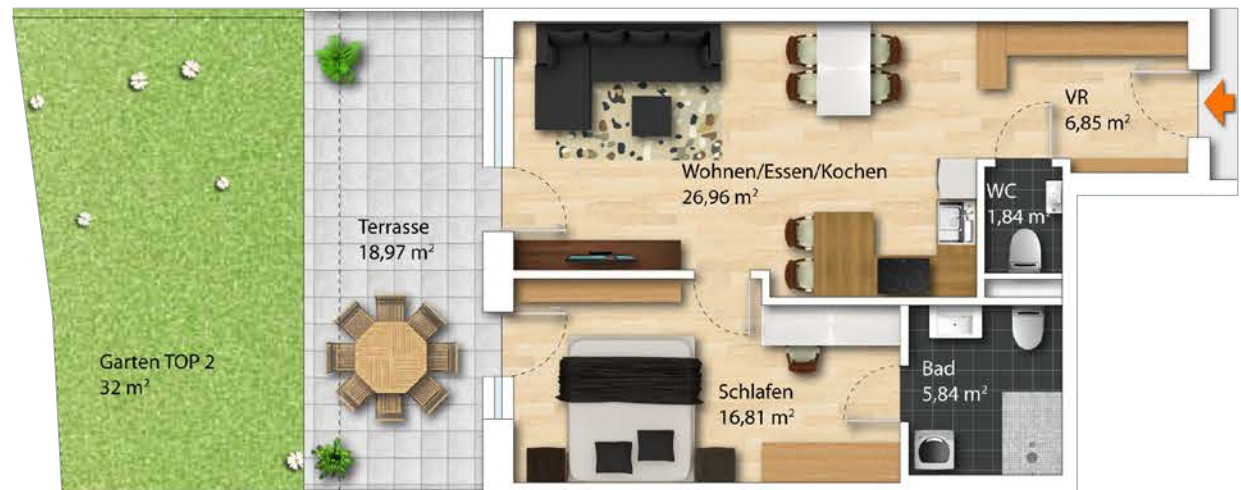 VR
6,85 m²
Wohnen/Essen/Kochen
26,96 m²
WC
1,84 m²
Terrasse
18,97 m²
Garten TOP 2
32 m²
Schlafen
16,81 m²
Bad
5,84 m²